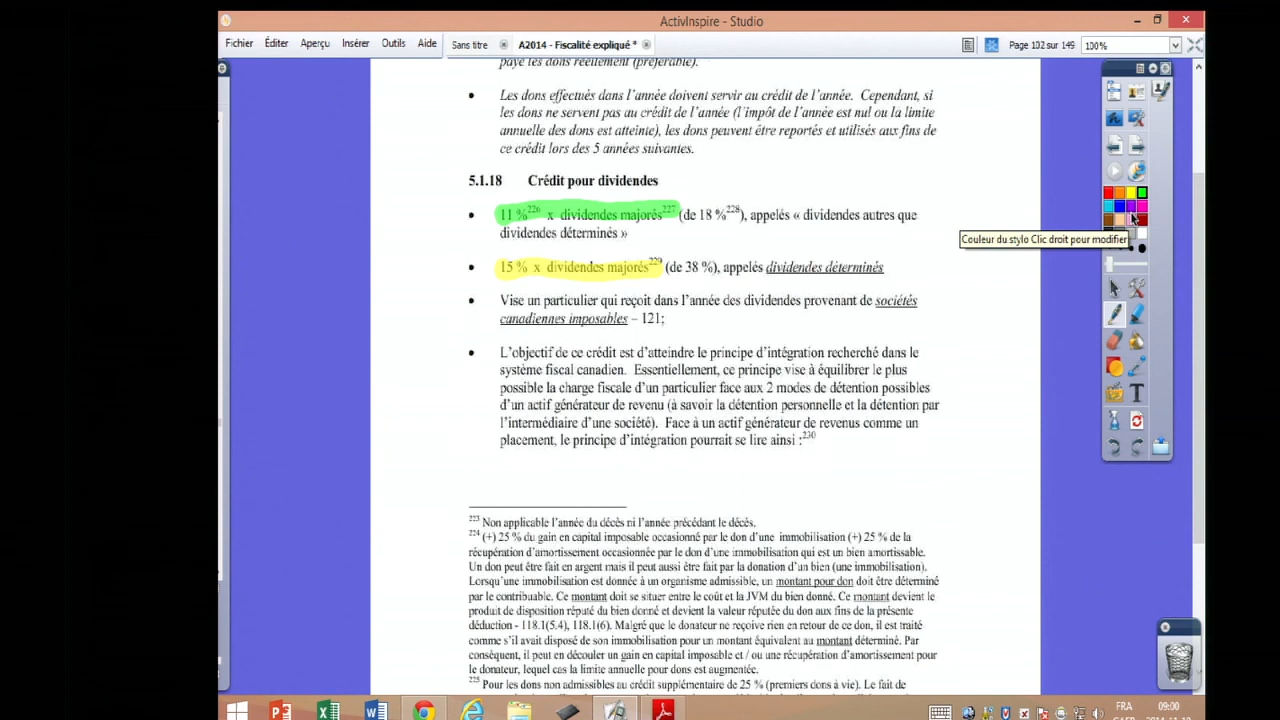 ActivInspire - Studio
Fichier Éditer Aperçu Insérer Outils Aide Sans titre A2014 - Fiscalité expliqué * Page 102 sur 149 100%
paye les dons réellement (préférable).
• Les dons effectués dans l'année doivent servir au crédit de l'année. Cependant, si
les dons ne servent pas au crédit de l'année (l'impôt de l'année est nul ou la limite
annuelle des dons est atteinte), les dons peuvent être reportés et utilisés aux fins de
ce crédit lors des 5 années suivantes.
5.1.18 Crédit pour dividendes
• 11 %226 x dividendes majorés227 (de 18 %228), appelés « dividendes autres que
dividendes déterminés »
Couleur du stylo Clic droit pour modifier
• 15 % x dividendes majorés229 (de 38 %), appelés dividendes déterminés
• Vise un particulier qui reçoit dans l'année des dividendes provenant de sociétés
canadiennes imposables – 121;
• L'objectif de ce crédit est d'atteindre le principe d'intégration recherché dans le
système fiscal canadien. Essentiellement, ce principe vise à équilibrer le plus
possible la charge fiscale d'un particulier face aux 2 modes de détention possibles
d'un actif générateur de revenu (à savoir la détention personnelle et la détention par
l'intermédiaire d'une société). Face à un actif générateur de revenus comme un
placement, le principe d'intégration pourrait se lire ainsi :230
223 Non applicable l'année du décès ni l'année précédant le décès.
224 (+) 25 % du gain en capital imposable occasionné par le don d'une immobilisation (+) 25 % de la
récupération d'amortissement occasionnée par le don d'une immobilisation qui est un bien amortissable.
Un don peut être fait en argent mais il peut aussi être fait par la donation d'un bien (une immobilisation).
Lorsqu'une immobilisation est donnée à un organisme admissible, un montant pour don doit être déterminé
par le contribuable. Ce montant doit se situer entre le coût et la JVM du bien donné. Ce montant devient le
produit de disposition réputé du bien donné et devient la valeur réputée du don aux fins de la présente
déduction - 118.1(5.4), 118.1(6). Malgré que le donateur ne reçoive rien en retour de ce don, il est traité
comme s'il avait disposé de son immobilisation pour un montant équivalent au montant déterminé. Par
conséquent, il peut en découler un gain en capital imposable et / ou une récupération d'amortissement pour
le donateur, lequel cas la limite annuelle pour dons est augmentée.
225 Pour les dons non admissibles au crédit supplémentaire de 25 % (premiers dons à vie). Le fait de
FRA 09:00